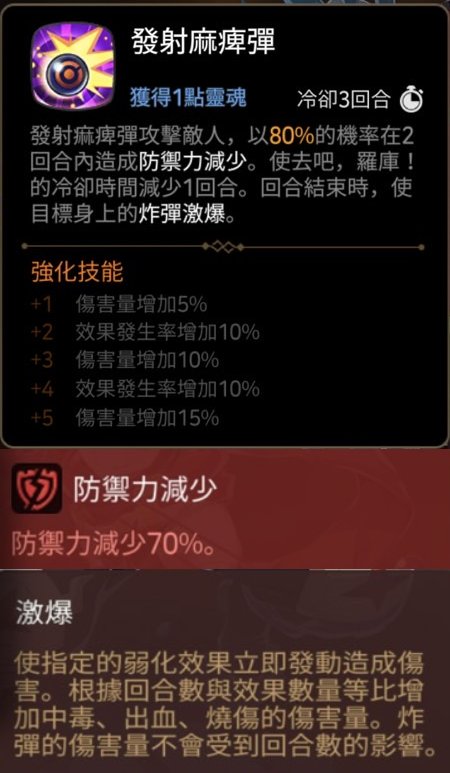 發射麻痺彈
獲得1點靈魂
冷卻3回合
發射麻痺彈攻擊敵人，以80%的機率在2
回合內造成防禦力減少。使去吧，羅庫！
的冷卻時間減少1回合。回合結束時，使
目標身上的炸彈激爆。
強化技能
+1 傷害量增加5%
+2 效果發生率增加10%
+3 傷害量增加10%
+4 效果發生率增加10%
+5 傷害量增加15%
防禦力減少
防禦力減少70%。
激爆
使指定的弱化效果立即發動造成傷
害。根據回合數與效果數量等比增
加中毒、出血、燒傷的傷害量。炸
彈的傷害量不會受到回合數的影響。